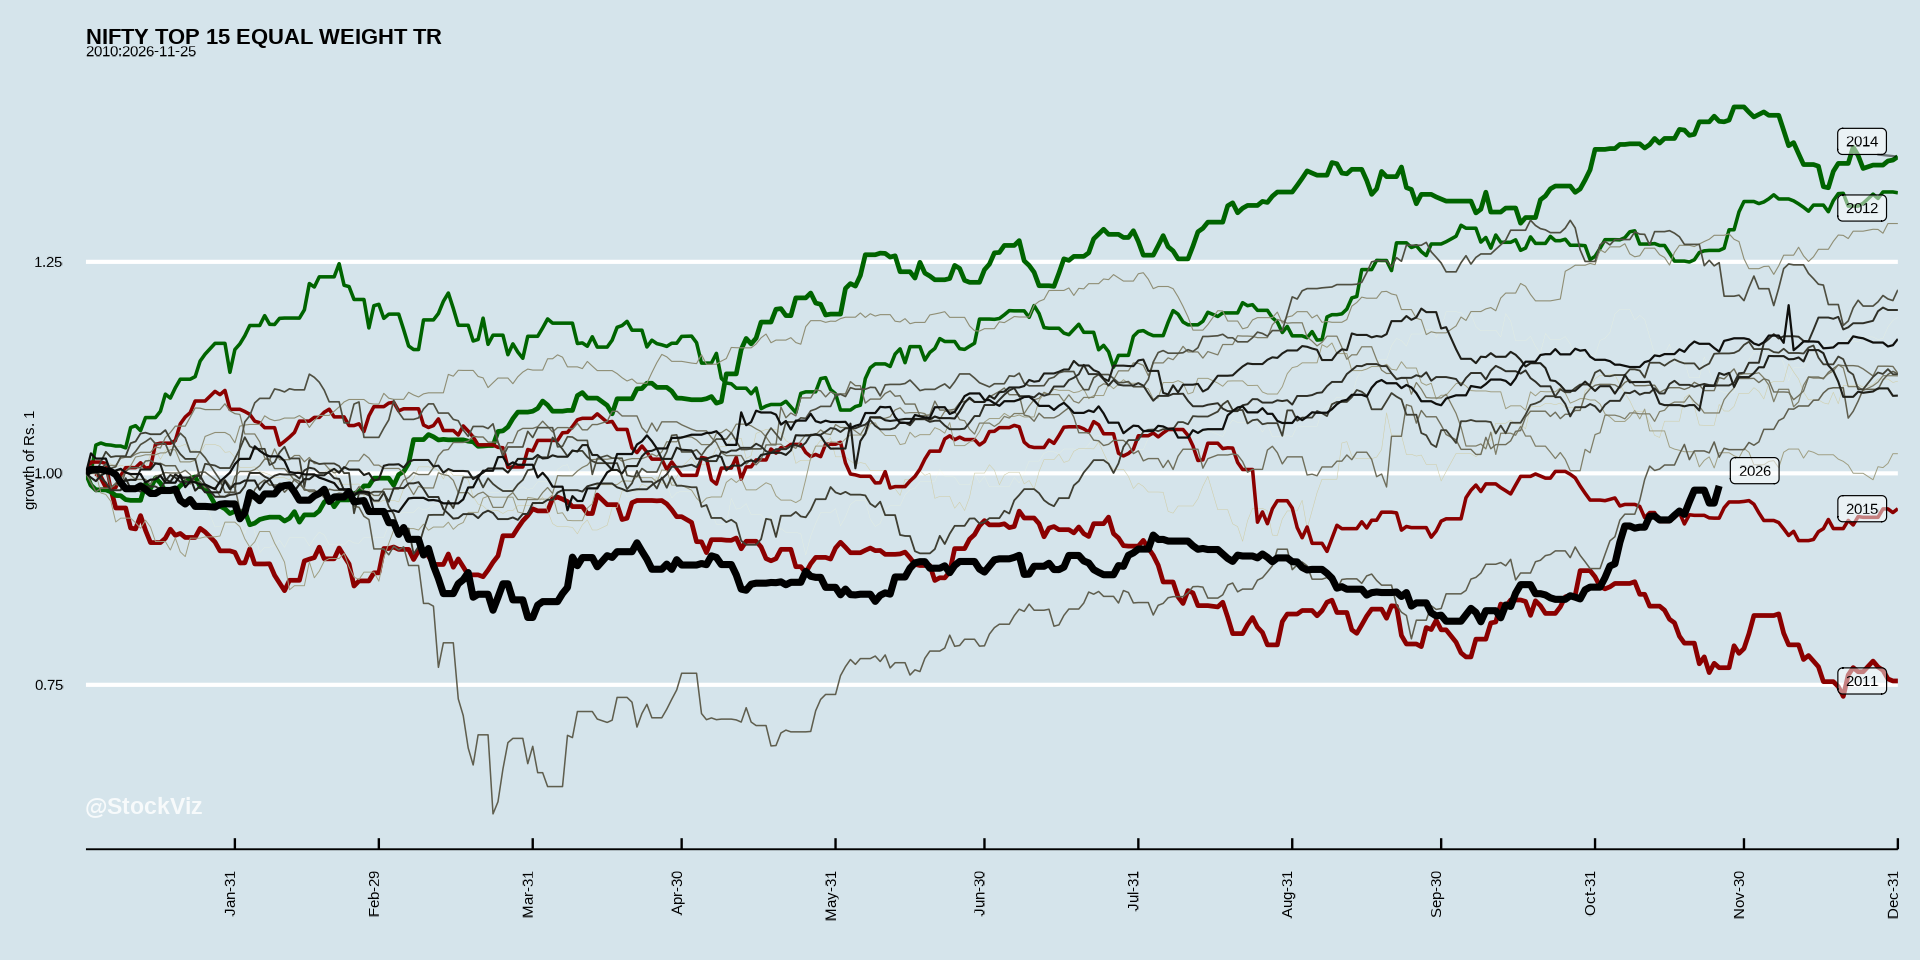 NIFTY TOP 15 EQUAL WEIGHT TR
2010:2026-11-25
growth of Rs. 1
1.25
1.00
0.75
2014
2012
2026
2015
2011
@StockViz
Jan-31
Feb-29
Mar-31
Apr-30
May-31
Jun-30
Jul-31
Aug-31
Sep-30
Oct-31
Nov-30
Dec-31